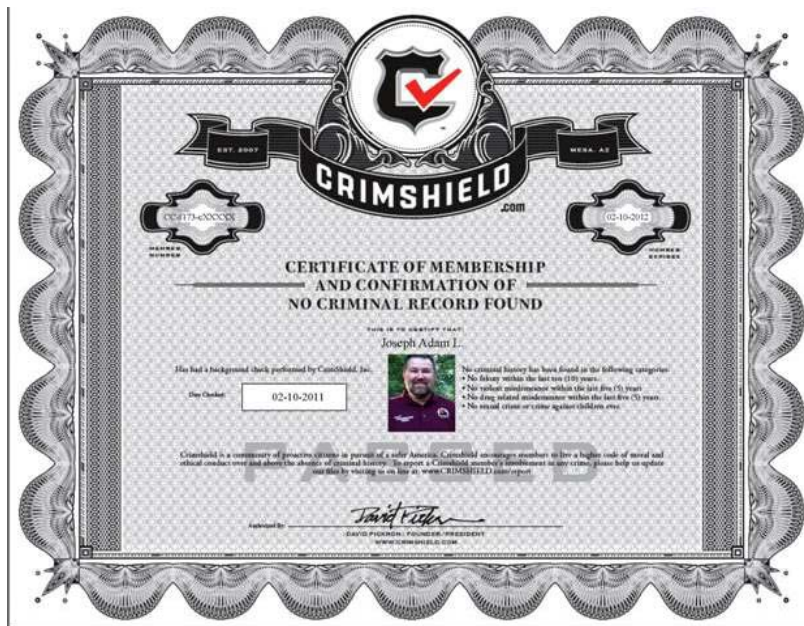 EST. 2007
MESA, AZ
CRIMSHIELD
.com
02-10-2012
MEMBER
NUMBER
MEMBER
EXPIRES
CERTIFICATE OF MEMBERSHIP
AND CONFIRMATION OF
NO CRIMINAL RECORD FOUND
THIS IS TO CERTIFY THAT:
Joseph Adam L.
Has had a background check performed by CrimShield, Inc.
Date Checked:
02-10-2011
No criminal history has been found in the following categories
• No felony within the last ten (10) years.
• No violent misdemeanor within the last five (5) years
• No drug related misdemeanor within the last five (5) years.
• No sexual crime or crime against children ever.
PASSED
Crimshield is a community of proactive citizens in pursuit of a safer America. Crimshield encourages members to live a higher code of moral and
ethical conduct over and above the absence of criminal history. To report a Crimshield member's involvement in any crime, please help us update
our files by visiting us on line at: www.CRIMSHIELD.com/report
Authorized By:
David Pickron
DAVID PICKRON: FOUNDER/PRESIDENT
WWW.CRIMSHIELD.COM